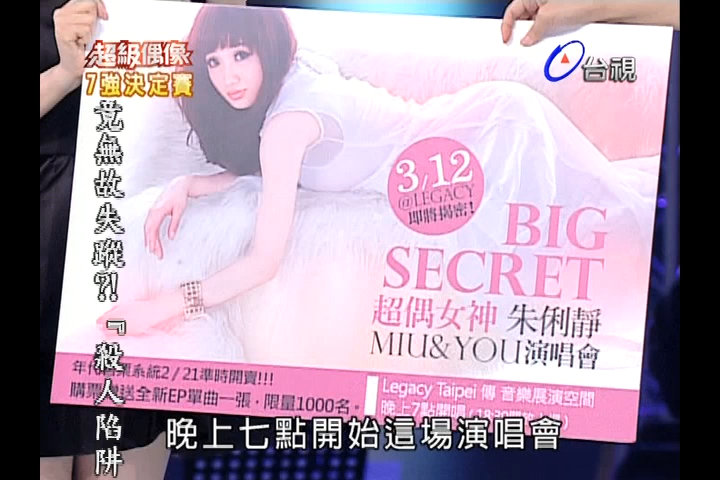 超級偶像
7強決定賽
台視
竟無故失蹤?!『殺人陷阱
3/12
@LEGACY
即將揭密!
BIG
SECRET
超偶女神 朱俐靜
MIU&YOU演唱會
年代售票系統2/21準時開賣!!!
購票 送全新EP單曲一張，限量1000名。
Legacy Taipei 傳 音樂展演空間
晚上7點開唱 (18:30
晚上七點開始這場演唱會